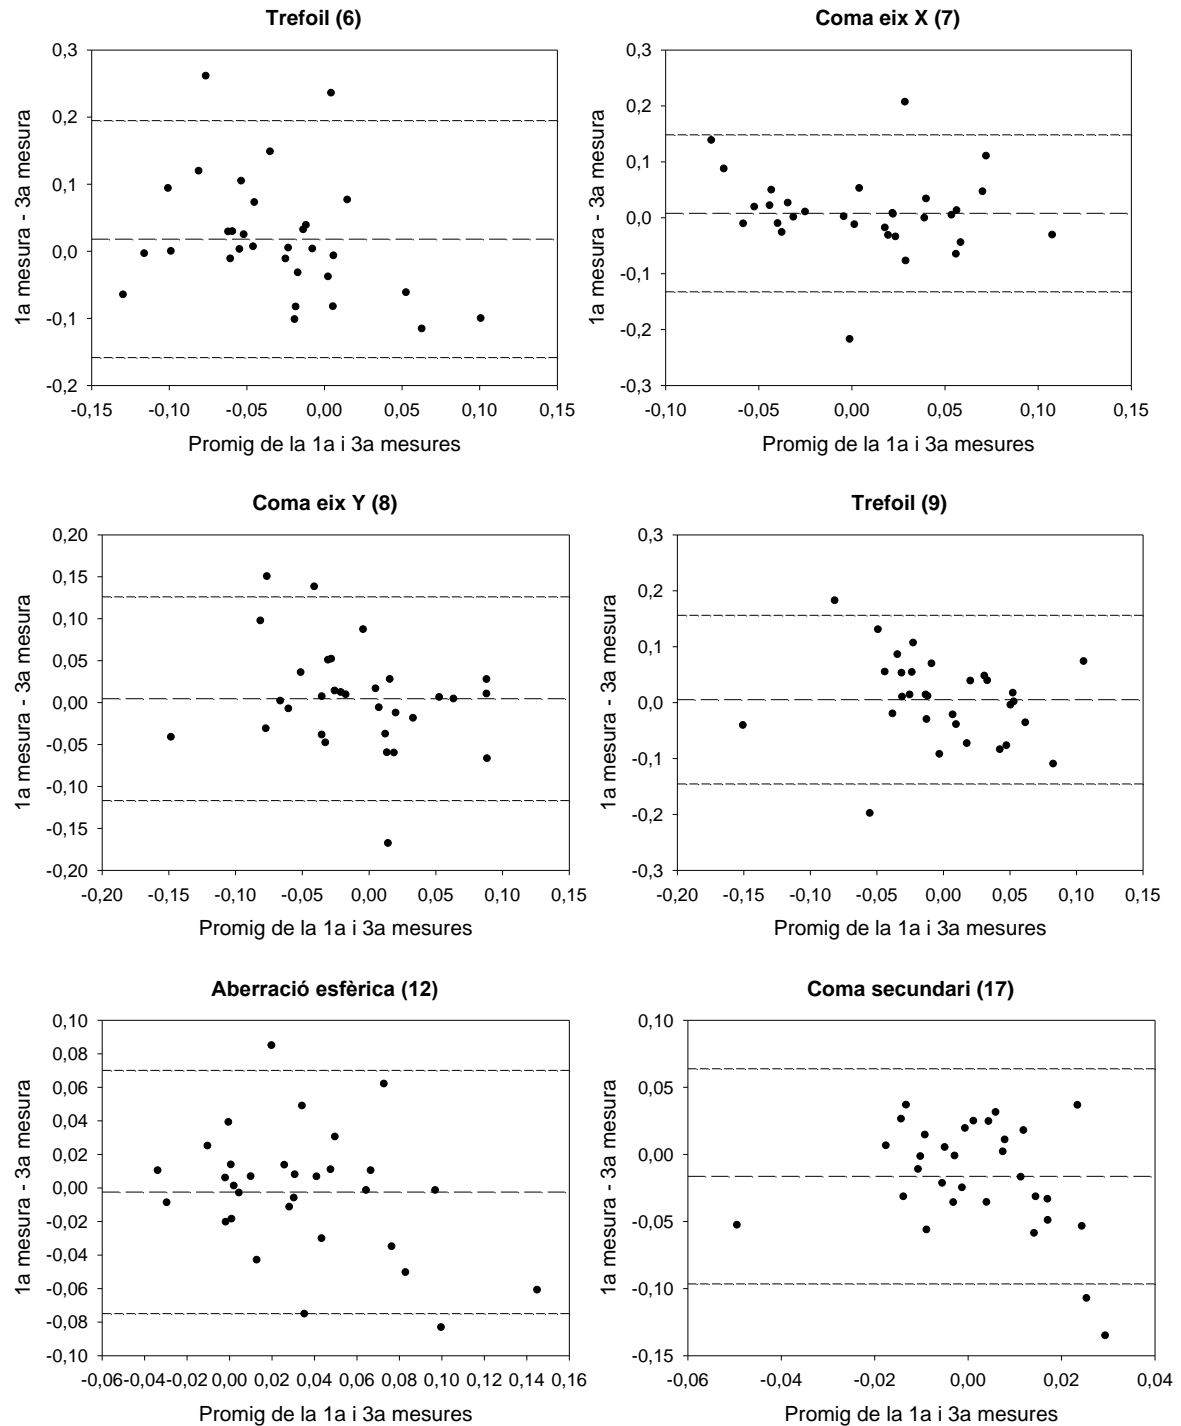 Trefoil (6)
0,3
0,2
0,1
0,0
-0,1
-0,2
1a mesura - 3a mesura
-0,15 -0,10 -0,05 0,00 0,05 0,10 0,15
Promig de la 1a i 3a mesures
Coma eix X (7)
0,3
0,2
0,1
0,0
-0,1
-0,2
-0,3
1a mesura - 3a mesura
-0,10 -0,05 0,00 0,05 0,10 0,15
Promig de la 1a i 3a mesures
Coma eix Y (8)
0,20
0,15
0,10
0,05
0,00
-0,05
-0,10
-0,15
-0,20
1a mesura - 3a mesura
-0,20 -0,15 -0,10 -0,05 0,00 0,05 0,10 0,15
Promig de la 1a i 3a mesures
Trefoil (9)
0,3
0,2
0,1
0,0
-0,1
-0,2
-0,3
1a mesura - 3a mesura
-0,20 -0,15 -0,10 -0,05 0,00 0,05 0,10 0,15
Promig de la 1a i 3a mesures
Aberració esfèrica (12)
0,10
0,08
0,06
0,04
0,02
0,00
-0,02
-0,04
-0,06
-0,08
-0,10
1a mesura - 3a mesura
-0,06 -0,04 -0,02 0,00 0,02 0,04 0,06 0,08 0,10 0,12 0,14 0,16
Promig de la 1a i 3a mesures
Coma secundari (17)
0,10
0,05
0,00
-0,05
-0,10
-0,15
1a mesura - 3a mesura
-0,06 -0,04 -0,02 0,00 0,02 0,04
Promig de la 1a i 3a mesures